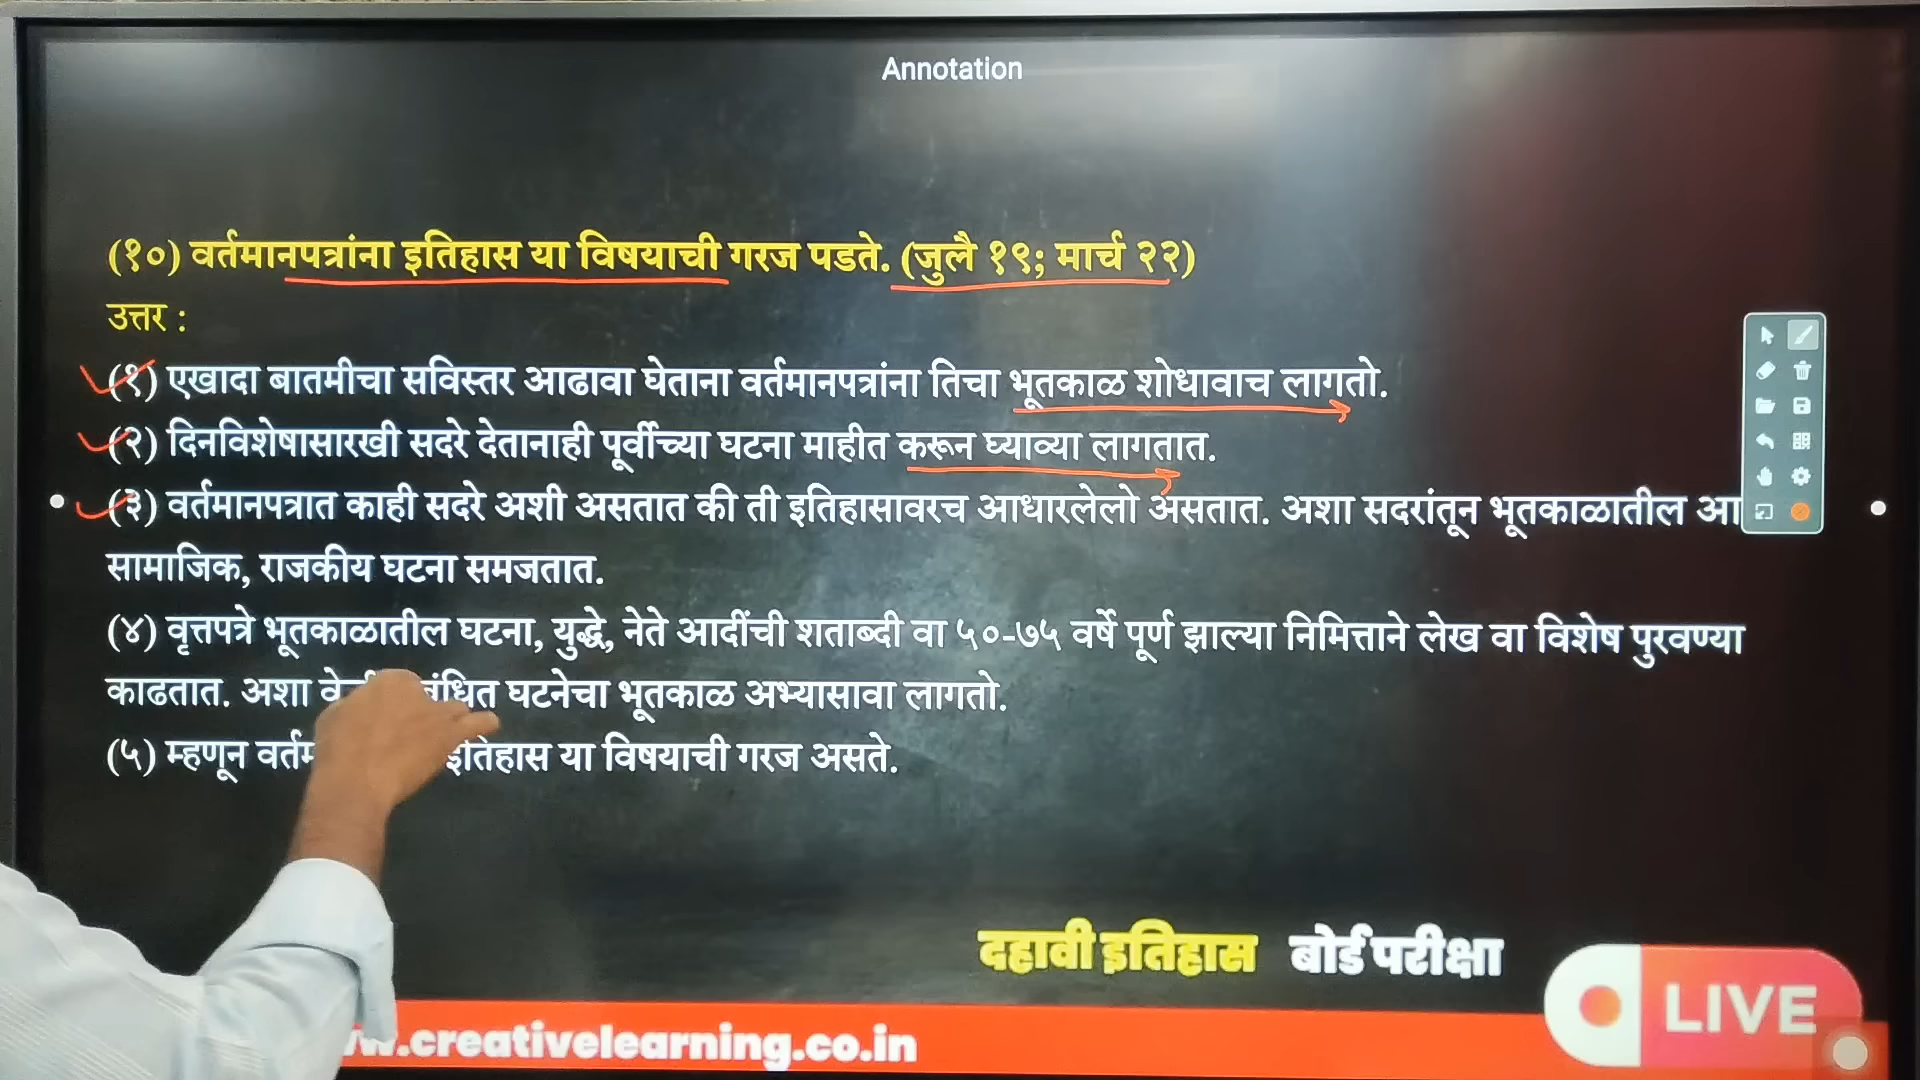 Annotation
(१०) वर्तमानपत्रांना इतिहास या विषयाची गरज पडते. (जुलै १९; मार्च २२)
उत्तर :
(१) एखादा बातमीचा सविस्तर आढावा घेताना वर्तमानपत्रांना तिचा भूतकाळ शोधावाच लागतो.
(२) दिनविशेषासारखी सदरे देतानाही पूर्वीच्या घटना माहीत करून घ्याव्या लागतात.
(३) वर्तमानपत्रात काही सदरे अशी असतात की ती इतिहासावरच आधारलेलो असतात. अशा सदरांतून भूतकाळातील
सामाजिक, राजकीय घटना समजतात.
(४) वृत्तपत्रे भूतकाळातील घटना, युद्धे, नेते आदींची शताब्दी वा ५०-७५ वर्षे पूर्ण झाल्या निमित्ताने लेख वा विशेष पुरवण्या
काढतात. अशा घटनेचा भूतकाळ अभ्यासावा लागतो.
(५) म्हणून इतिहास या विषयाची गरज असते.
दहावी इतिहास बोर्ड परीक्षा
LIVE
w.creativelearning.co.in